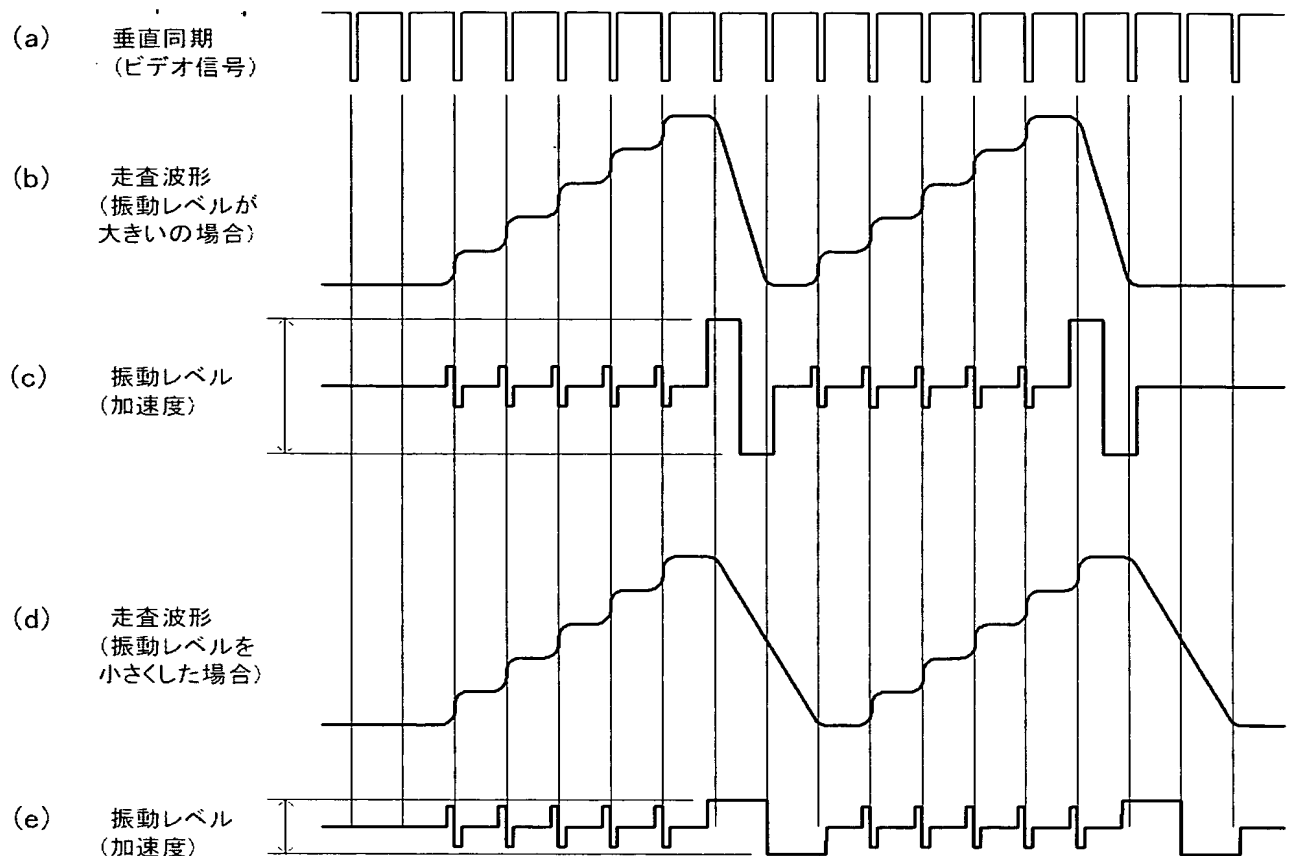 (a) 垂直同期
(ビデオ信号)
(b) 走査波形
(振動レベルが
大きいの場合)
(c) 振動レベル
(加速度)
(d) 走査波形
(振動レベルを
小さくした場合)
(e) 振動レベル
(加速度)